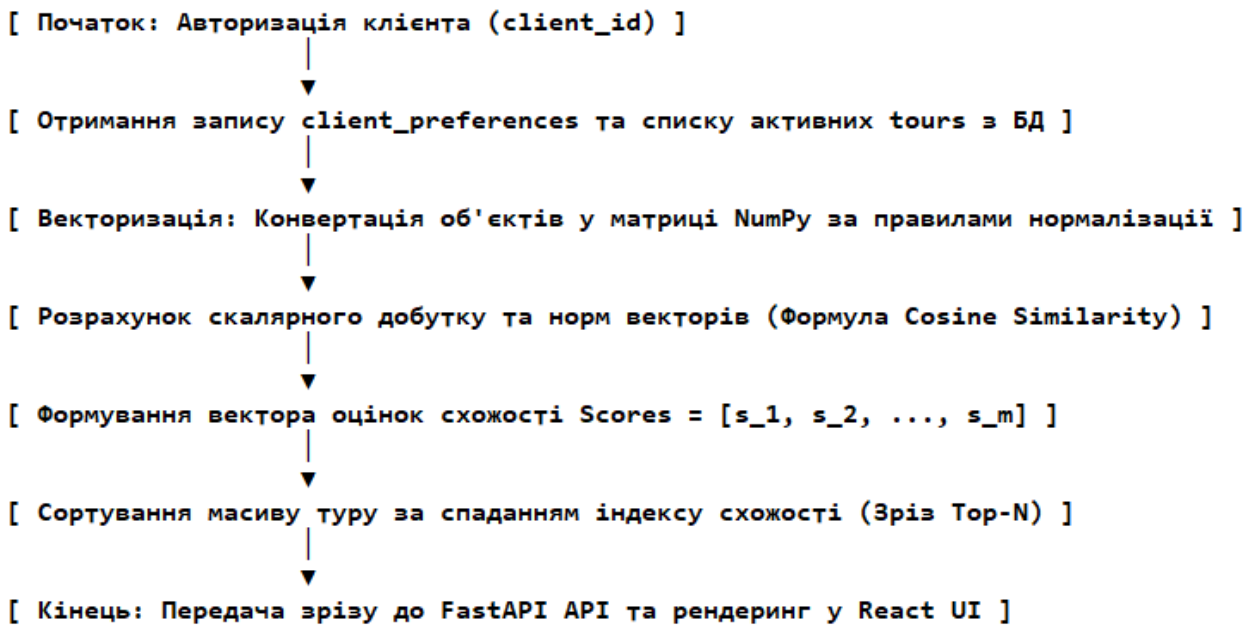 [ Початок: Авторизація клієнта (client_id) ]
[ Отримання запису client_preferences та списку активних tours з БД ]
[ Векторизація: Конвертація об'єктів у матриці NumPy за правилами нормалізації ]
[ Розрахунок скалярного добутку та норм векторів (Формула Cosine Similarity) ]
[ Формування вектора оцінок схожості Scores = [s_1, s_2, ..., s_m] ]
[ Сортування масиву туру за спаданням індексу схожості (Зріз Top-N) ]
[ Кінець: Передача зрізу до FastAPI API та рендеринг у React UI ]